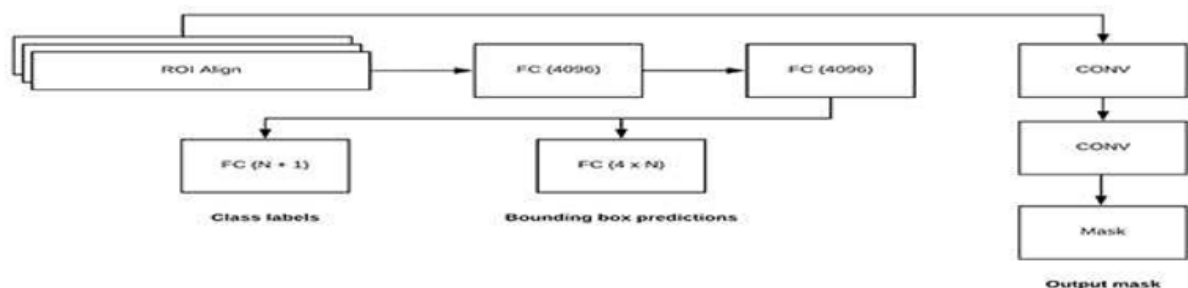 ROI Align
FC (4096)
FC (4096)
CONV
FC (N + 1)
FC (4 x N)
CONV
Class labels
Bounding box predictions
Mask
Output mask